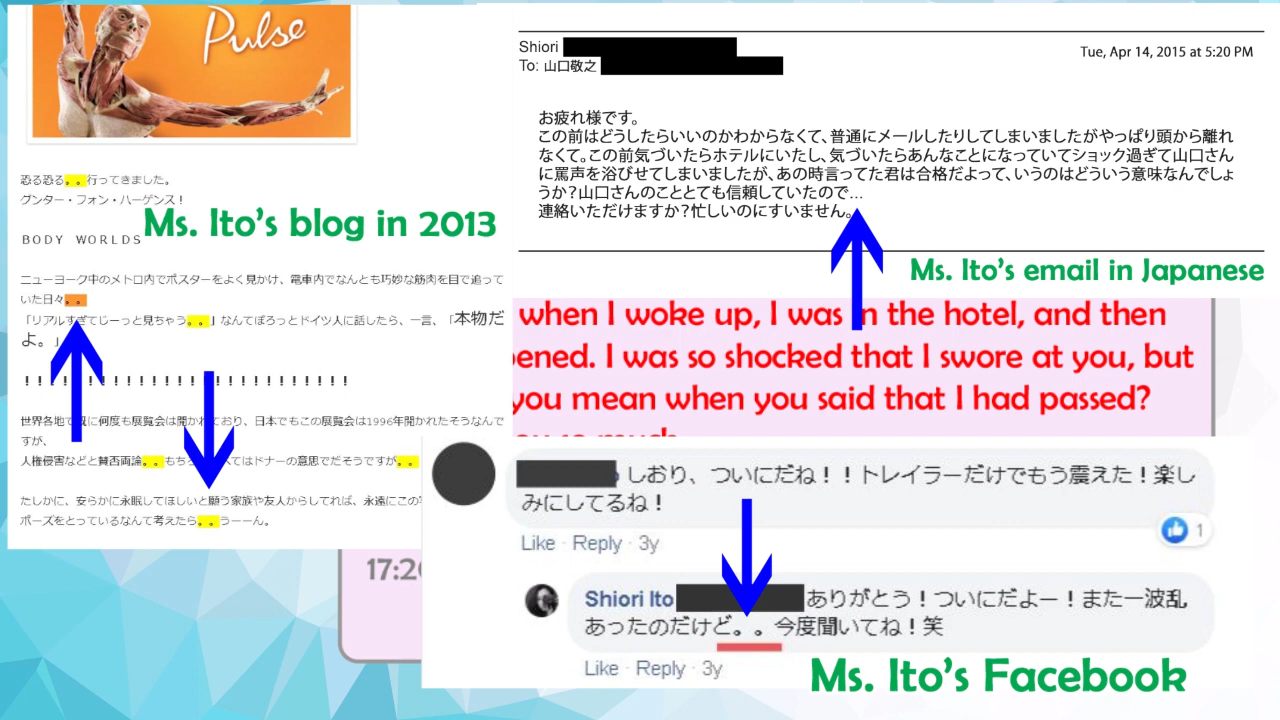 Pulse
恐る恐る。。行ってきました。
グンター・フォン・ハーゲンス！
Ms. Ito's blog in 2013
BODY WORLDS
ニューヨーク中のメトロ内でポスターをよく見かけ、電車内でなんとも巧妙な筋肉を目で追って
いた日々。。
「リアルすぎてじーっと見ちゃう。。」なんてぽろっとドイツ人に話したら、一言、「本物だ
よ。」
！！！！！！！！！！！！！！！！！！！！！！！！！！
世界各地で に何度も展覧会は開かれており、日本でもこの展覧会は1996年開かれたそうなんで
すが、
人権侵害などと賛西両論。。もちろ てはドナーの意思でだそうですが。。
たしかに、安らかに永眠してほしいと願う家族や友人からしてれば、永遠にこの
ポーズをとっているなんて考えたら。。うーーん。
Shiori
Tue, Apr 14, 2015 at 5:20 PM
To: 山口敬之
お疲れ様です。
この前はどうしたらいいのかわからなくて、普通にメールしたりしてしまいましたがやっぱり頭から離れ
なくて。この前気づいたらホテルにいたし、気づいたらあんなことになっていてショック過ぎて山口さん
に罵声を浴びせてしまいましたが、あの時言ってた君は合格だよって、いうのはどういう意味なんでしょ
うか？山口さんのこととても信頼していたので...
連絡いただけますか？忙しいのにすいません。
Ms. Ito's email in Japanese
when I woke up, I was in the hotel, and then
pened. I was so shocked that I swore at you, but
you mean when you said that I had passed?
しおり、ついにだね！！トレイラーだけでもう震えた！楽し
みにしてるね！
Like · Reply · 3y
1
Shiori Ito ありがとう！ついにだよー！また一波乱
あったのだけど。。今度聞いてね！笑
Like · Reply · 3y
17:20
Ms. Ito's Facebook